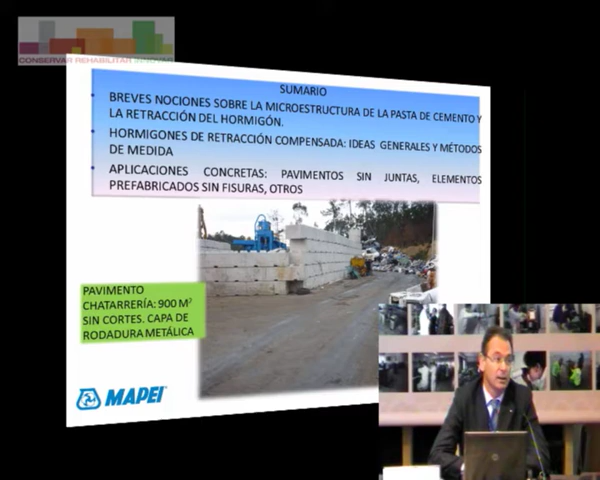 CONSERVAR REHABILITAR INNOVAR
SUMARIO
• BREVES NOCIONES SOBRE LA MICROESTRUCTURA DE LA PASTA DE CEMENTO Y
LA RETRACCIÓN DEL HORMIGÓN.
• HORMIGONES DE RETRACCIÓN COMPENSADA: IDEAS GENERALES Y MÉTODOS
DE MEDIDA
• APLICACIONES CONCRETAS: PAVIMENTOS SIN JUNTAS, ELEMENTOS
PREFABRICADOS SIN FISURAS, OTROS
PAVIMENTO
CHATARRERÍA: 900 M²
SIN CORTES. CAPA DE
RODADURA METÁLICA
MAPEI